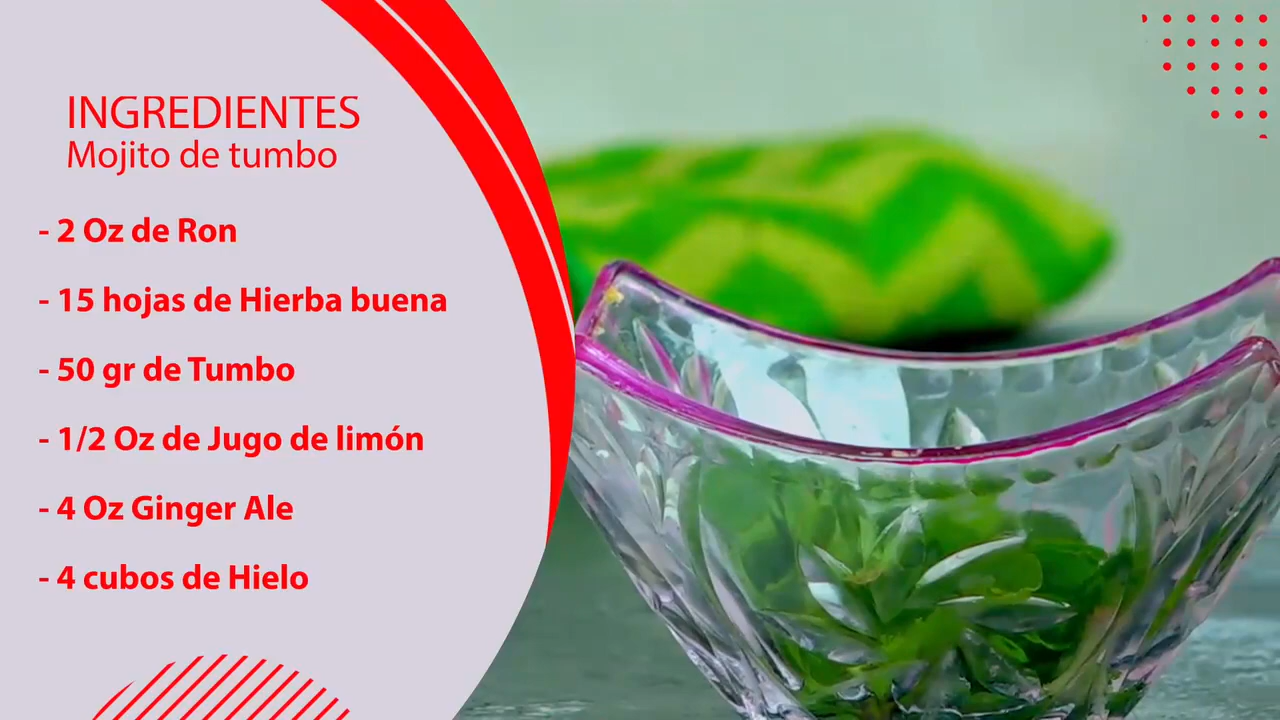 INGREDIENTES
Mojito de tumbo
- 2 Oz de Ron
- 15 hojas de Hierba buena
- 50 gr de Tumbo
- 1/2 Oz de Jugo de limón
- 4 Oz Ginger Ale
- 4 cubos de Hielo